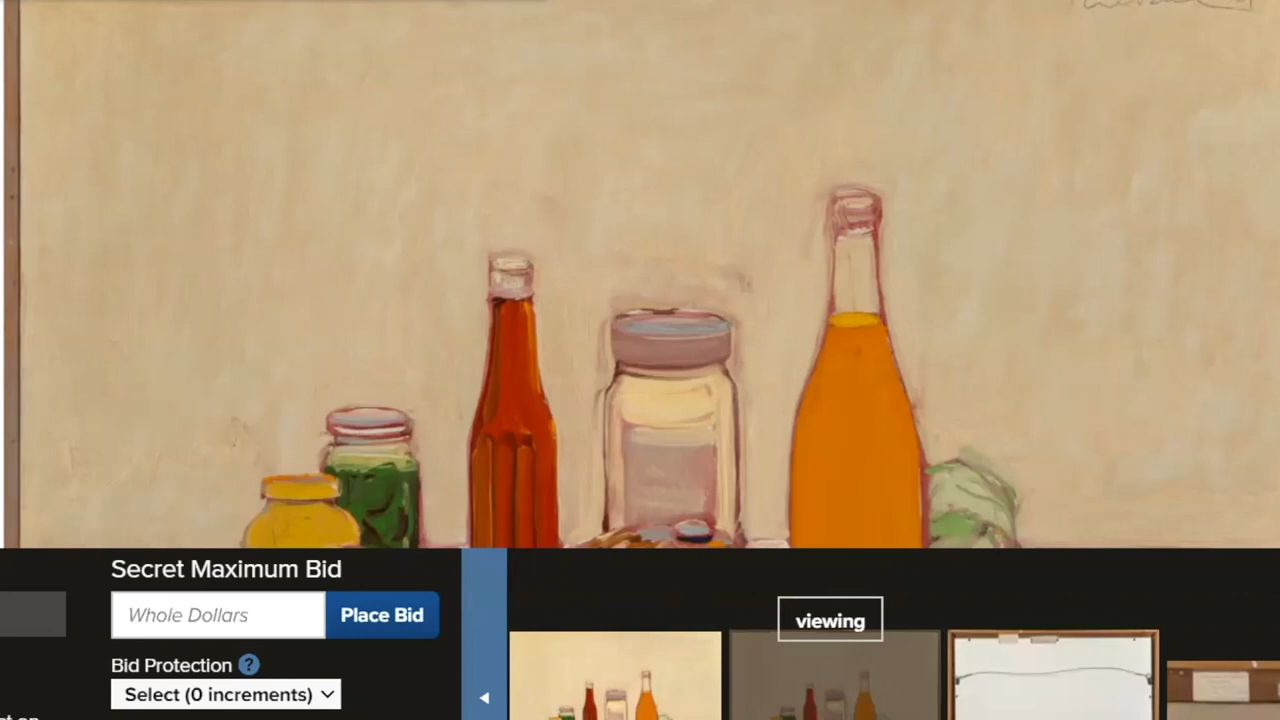 Secret Maximum Bid
Whole Dollars
Place Bid
viewing
Bid Protection ?
Select (0 increments)